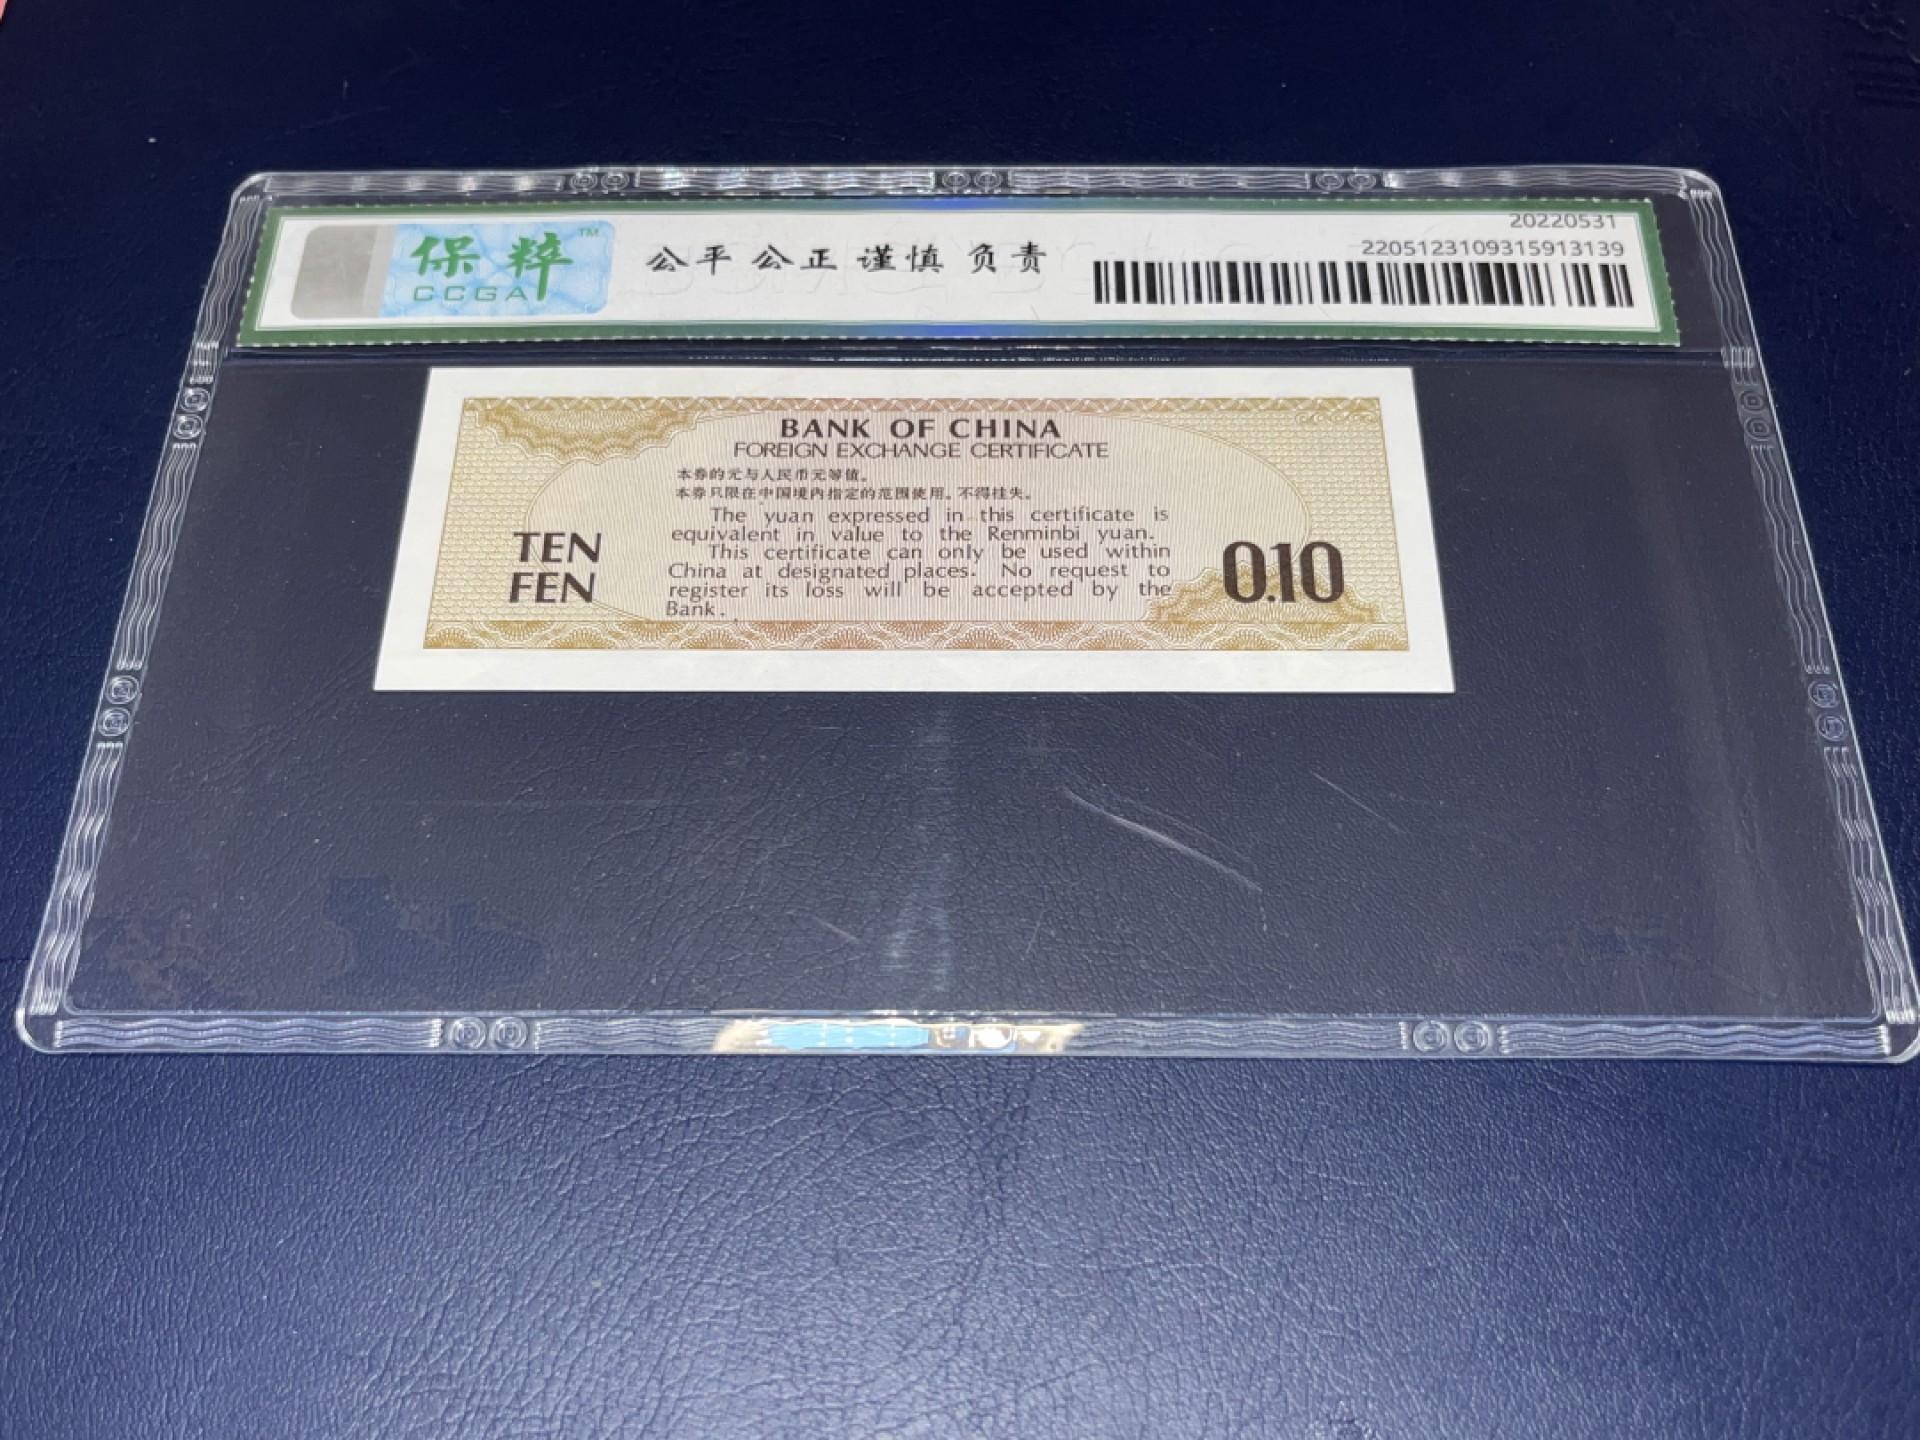 20220531
保粹 TM
CCGA
公平 公正 谨慎 负责
2205123109315913139
BANK OF CHINA
FOREIGN EXCHANGE CERTIFICATE
本券的元与人民币元等值。
本券只限在中国境内指定的范围使用。不得挂失。
The yuan expressed in this certificate is
equivalent in value to the Renminbi yuan.
This certificate can only be used within
China at designated places. No request to
register its loss will be accepted by the
Bank.
TEN
FEN
0.10